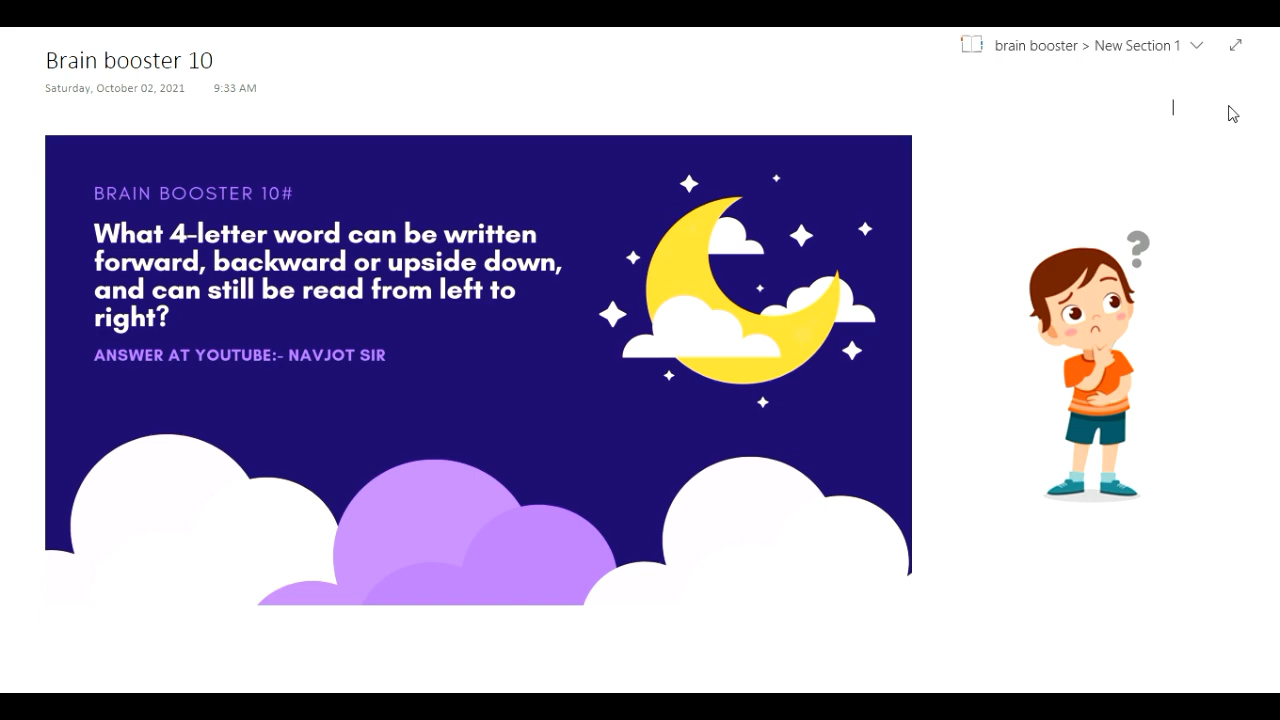 brain booster > New Section 1
Brain booster 10
Saturday, October 02, 2021 9:33 AM
BRAIN BOOSTER 10#
What 4-letter word can be written
forward, backward or upside down,
and can still be read from left to
right?
ANSWER AT YOUTUBE:- NAVJOT SIR
?